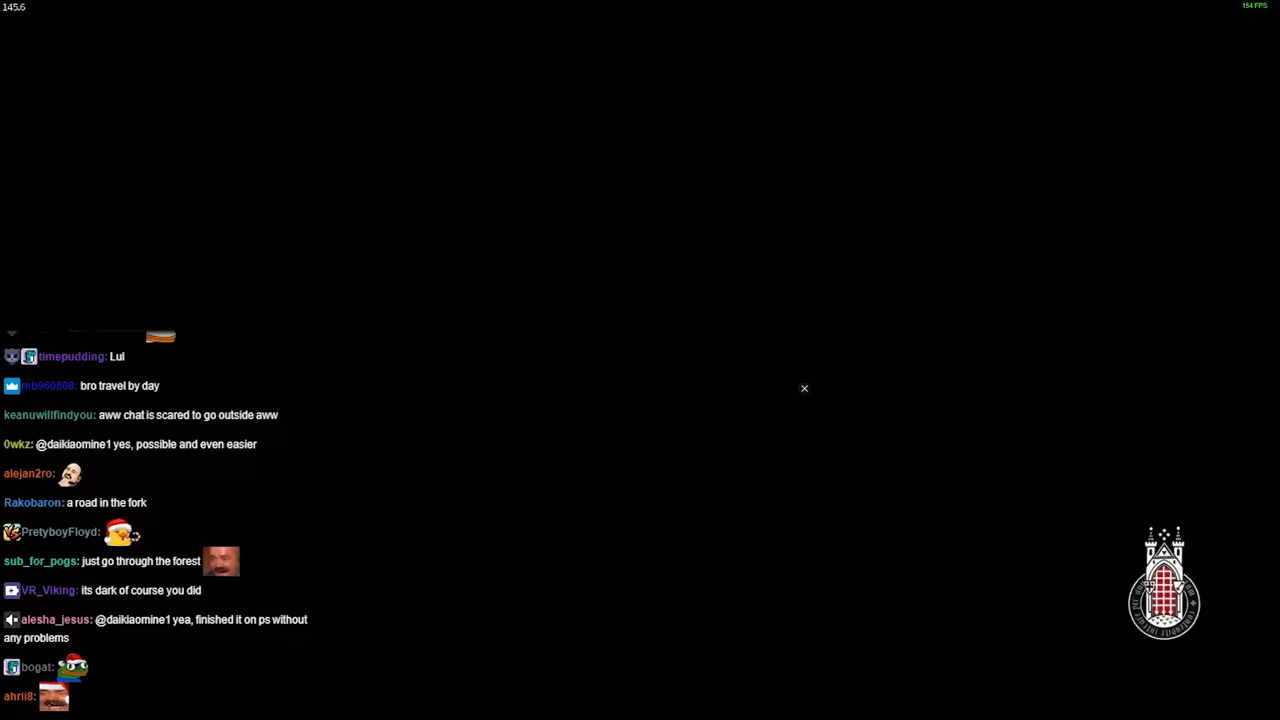 145.6
154 FPS
timepudding: Lul
mb960808: bro travel by day
keanuwillfindyou: aww chat is scared to go outside aww
0wkz: @daikiaomine1 yes, possible and even easier
alejan2ro:
Rakobaron: a road in the fork
PretyboyFloyd:
sub_for_pogs: just go through the forest
VR_Viking: its dark of course you did
alesha_jesus: @daikiaomine1 yea, finished it on ps without
any problems
bogat:
ahrii8: